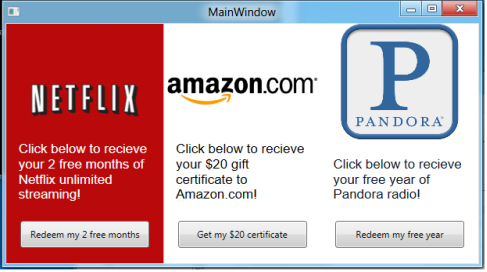 MainWindow
NETFLIX
Click below to recieve
your 2 free months of
Netflix unlimited
streaming!
Redeem my 2 free months
amazon.com
Click below to recieve
your $20 gift
certificate to
Amazon.com!
Get my $20 certificate
P
PANDORA
Click below to recieve
your free year of
Pandora radio!
Redeem my free year